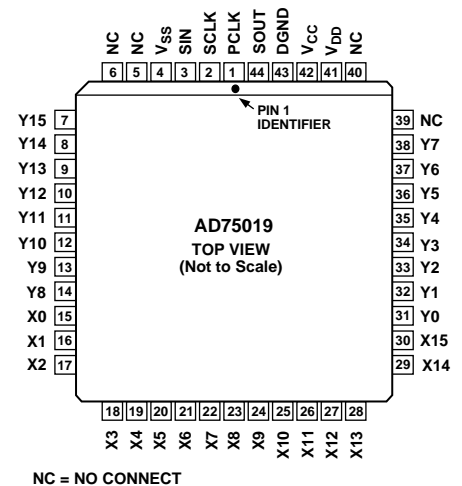 NC NC VSS SIN SCLK PCLK SOUT DGND VCC VDD NC
6 5 4 3 2 1 44 43 42 41 40
PIN 1
IDENTIFIER
Y15 7
Y14 8
Y13 9
Y12 10
Y11 11
Y10 12
Y9 13
Y8 14
X0 15
X1 16
X2 17
AD75019
TOP VIEW
(Not to Scale)
39 NC
38 Y7
37 Y6
36 Y5
35 Y4
34 Y3
33 Y2
32 Y1
31 Y0
30 X15
29 X14
18 19 20 21 22 23 24 25 26 27 28
X3 X4 X5 X6 X7 X8 X9 X10 X11 X12 X13
NC = NO CONNECT